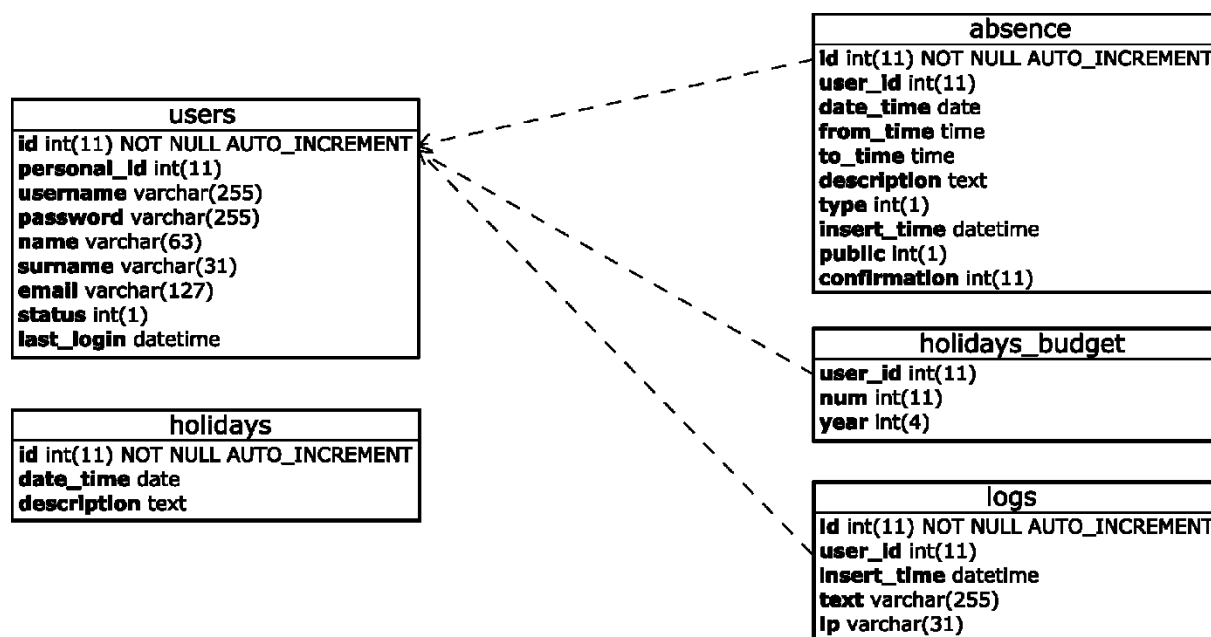 users
id int(11) NOT NULL AUTO_INCREMENT
personal_id int(11)
username varchar(255)
password varchar(255)
name varchar(63)
surname varchar(31)
email varchar(127)
status int(1)
last_login datetime
holidays
id int(11) NOT NULL AUTO_INCREMENT
date_time date
description text
absence
id int(11) NOT NULL AUTO_INCREMENT
user_id int(11)
date_time date
from_time time
to_time time
description text
type int(1)
insert_time datetime
public int(1)
confirmation int(11)
holidays_budget
user_id int(11)
num int(11)
year int(4)
logs
id int(11) NOT NULL AUTO_INCREMENT
user_id int(11)
insert_time datetime
text varchar(255)
ip varchar(31)